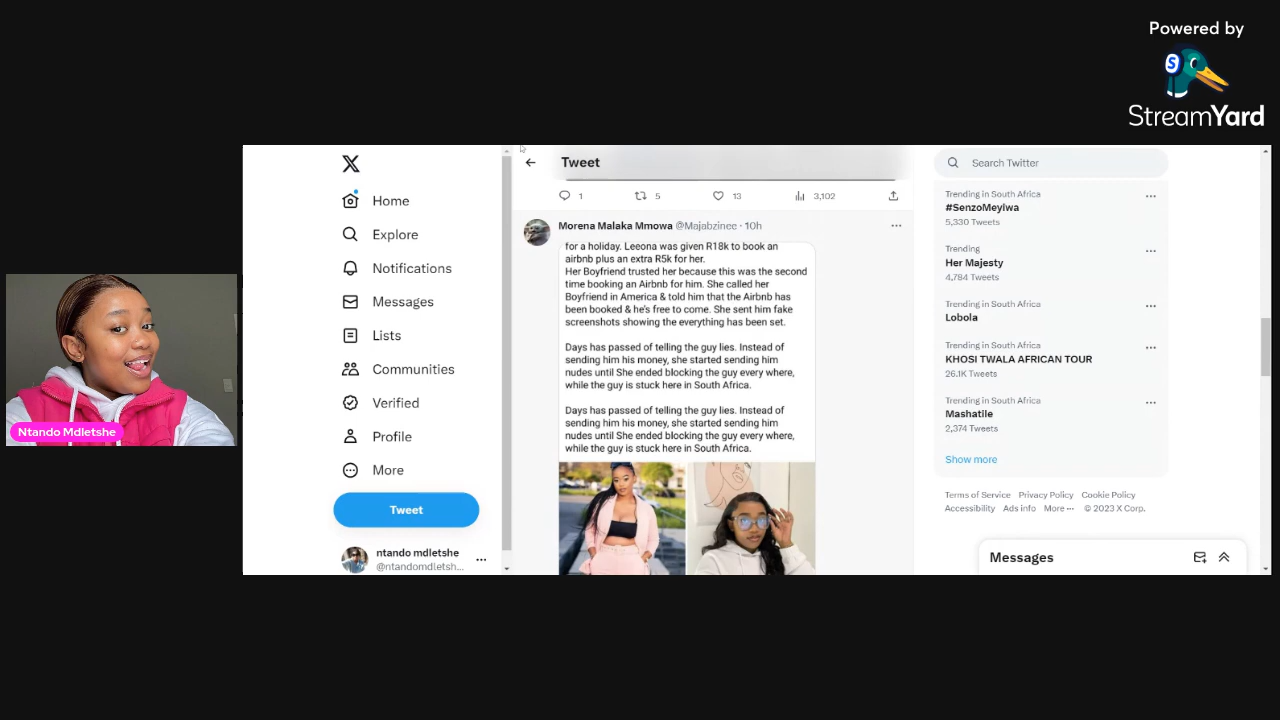 Powered by
S
StreamYard
Ntando Mdletshe
X
Home
Explore
Notifications
Messages
Lists
Communities
Verified
Profile
More
Tweet
ntando mdletshe
@ntandomdletsh...
Tweet
1 5 13 3,102
Morena Malaka Mmowa @Majabzinee · 10h
for a holiday. Leeona was given R18k to book an
airbnb plus an extra R5k for her.
Her Boyfriend trusted her because this was the second
time booking an Airbnb for him. She called her
Boyfriend in America & told him that the Airbnb has
been booked & he's free to come. She sent him fake
screenshots showing the everything has been set.
Days has passed of telling the guy lies. Instead of
sending him his money, she started sending him
nudes until She ended blocking the guy every where,
while the guy is stuck here in South Africa.
Days has passed of telling the guy lies. Instead of
sending him his money, she started sending him
nudes until She ended blocking the guy every where,
while the guy is stuck here in South Africa.
Search Twitter
Trending in South Africa
#SenzoMeyiwa
5,330 Tweets
Trending
Her Majesty
4,784 Tweets
Trending in South Africa
Lobola
Trending in South Africa
KHOSI TWALA AFRICAN TOUR
26.1K Tweets
Trending in South Africa
Mashatile
2,374 Tweets
Show more
Terms of Service Privacy Policy Cookie Policy
Accessibility Ads info More ··· © 2023 X Corp.
Messages